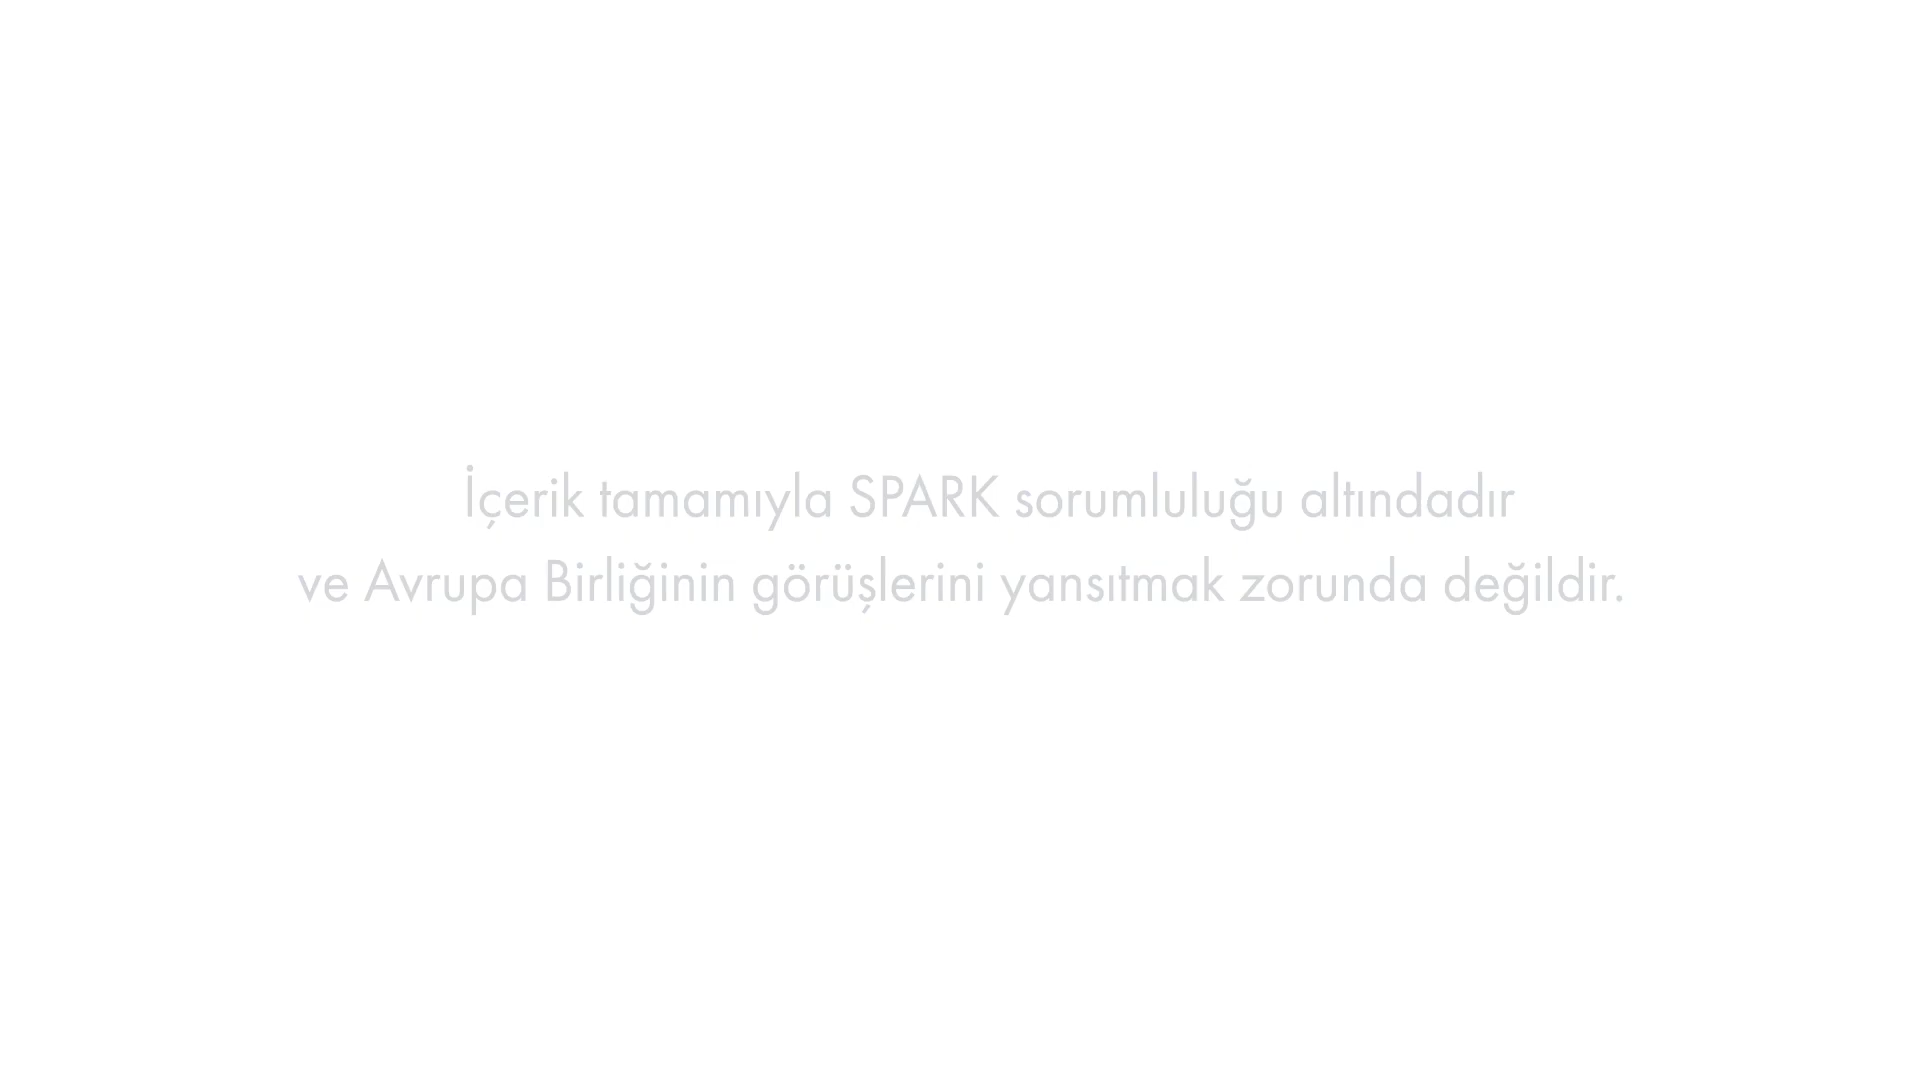 İçerik tamamıyla SPARK sorumluluğu altındadır
ve Avrupa Birliğinin görüşlerini yansıtmak zorunda değildir.